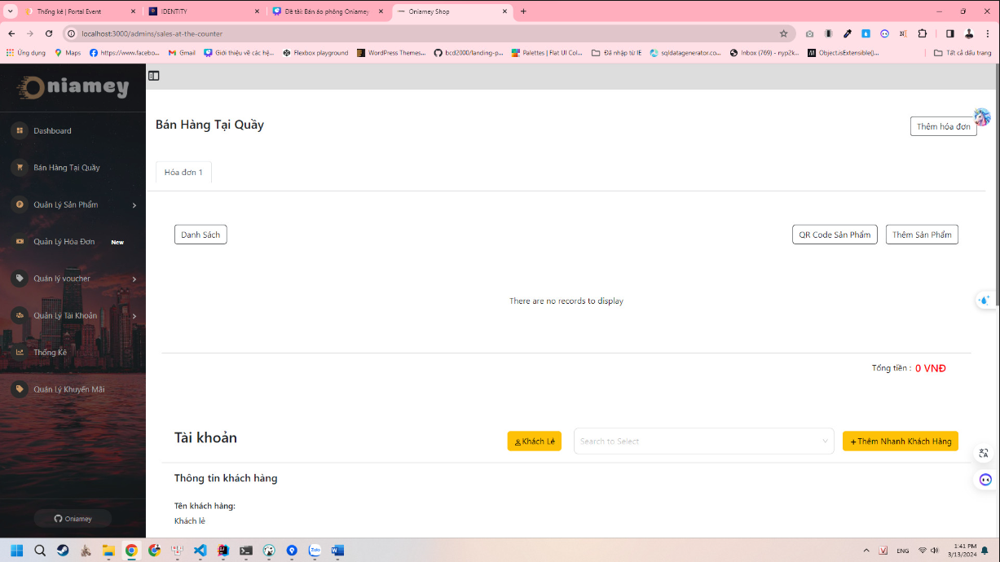 Thống kê | Portal Event
IDENTITY
Đề tài: Bán áo phông Oniamey
Oniamey Shop
localhost:3000/admins/sales-at-the-counter
Ứng dụng
Maps
https://www.facebo...
Gmail
Giới thiệu về các hệ...
Flexbox playground
WordPress Themes...
bcd2000/landing-p...
Palettes | Flat UI Col...
Đã nhập từ IE
sqldatagenerator.co...
Inbox (769) - nyp2k...
Object.isExtensible()...
Tất cả dấu trang
Oniamey
Dashboard
Bán Hàng Tại Quầy
Quản Lý Sản Phẩm
Quản Lý Hóa Đơn New
Quản lý voucher
Quản Lý Tài Khoản
Thống Kê
Quản Lý Khuyến Mãi
Oniamey
Bán Hàng Tại Quầy
Thêm hóa đơn
Hóa đơn 1
Danh Sách
QR Code Sản Phẩm
Thêm Sản Phẩm
There are no records to display
Tổng tiền : 0 VNĐ
Tài khoản
Khách Lẻ
Search to Select
+Thêm Nhanh Khách Hàng
Thông tin khách hàng
Tên khách hàng:
Khách lẻ
Zalo
ENG
1:41 PM
3/13/2024